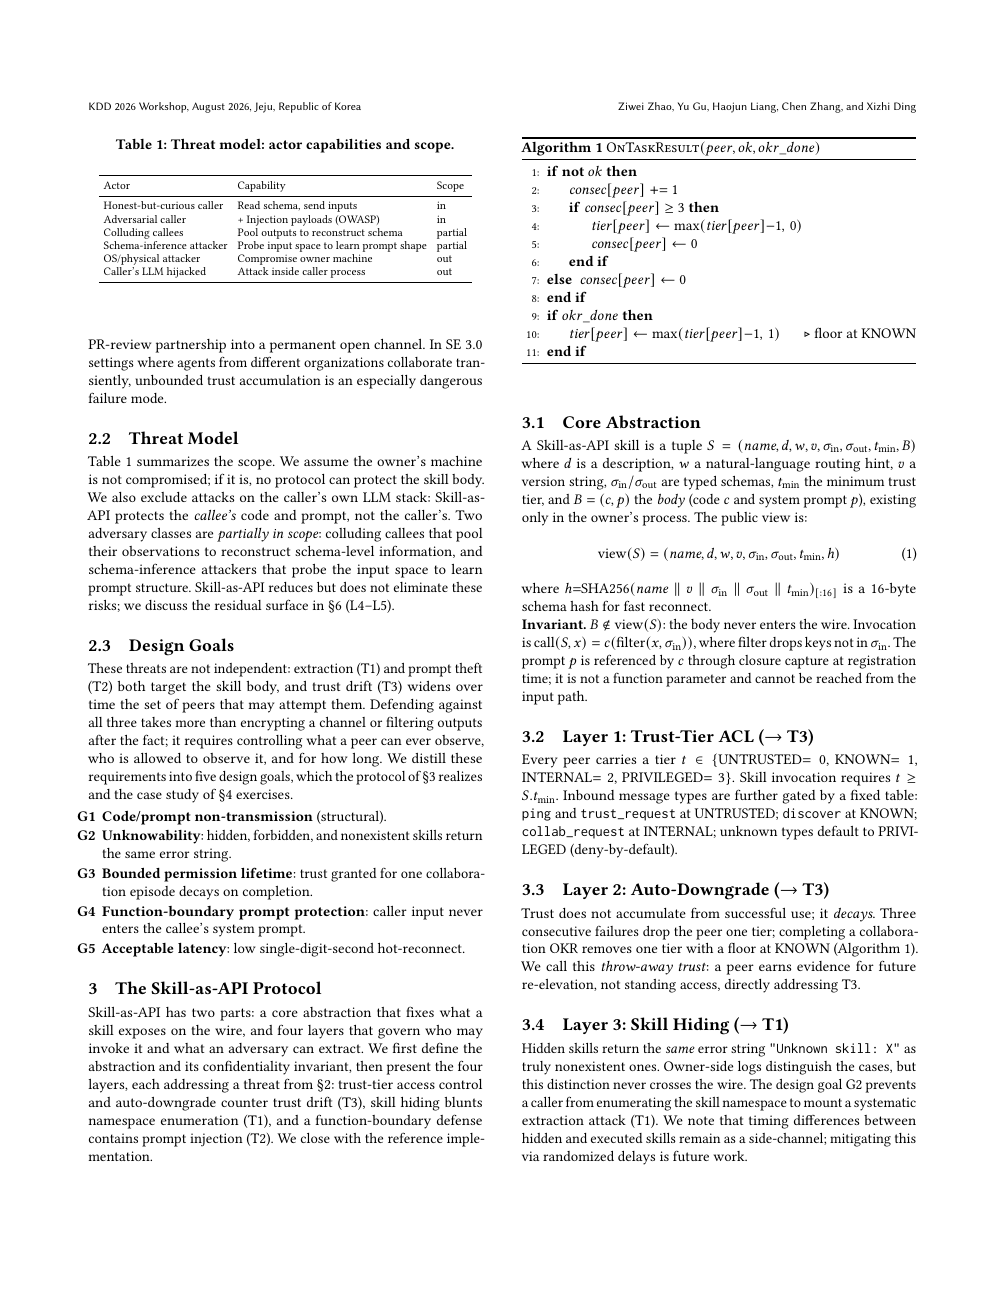 KDD 2026 Workshop, August 2026, Jeju, Republic of Korea
Ziwei Zhao, Yu Gu, Haojun Liang, Chen Zhang, and Xizhi Ding
Table 1: Threat model: actor capabilities and scope.
Actor Capability Scope
Honest-but-curious caller Read schema, send inputs in
Adversarial caller + Injection payloads (OWASP) in
Colluding callees Pool outputs to reconstruct schema partial
Schema-inference attacker Probe input space to learn prompt shape partial
OS/physical attacker Compromise owner machine out
Caller's LLM hijacked Attack inside caller process out
PR-review partnership into a permanent open channel. In SE 3.0
settings where agents from different organizations collaborate tran-
siently, unbounded trust accumulation is an especially dangerous
failure mode.
2.2 Threat Model
Table 1 summarizes the scope. We assume the owner's machine
is not compromised; if it is, no protocol can protect the skill body.
We also exclude attacks on the caller's own LLM stack: Skill-as-
API protects the callee's code and prompt, not the caller's. Two
adversary classes are partially in scope: colluding callees that pool
their observations to reconstruct schema-level information, and
schema-inference attackers that probe the input space to learn
prompt structure. Skill-as-API reduces but does not eliminate these
risks; we discuss the residual surface in §6 (L4–L5).
2.3 Design Goals
These threats are not independent: extraction (T1) and prompt theft
(T2) both target the skill body, and trust drift (T3) widens over
time the set of peers that may attempt them. Defending against
all three takes more than encrypting a channel or filtering outputs
after the fact; it requires controlling what a peer can ever observe,
who is allowed to observe it, and for how long. We distill these
requirements into five design goals, which the protocol of §3 realizes
and the case study of §4 exercises.
G1 Code/prompt non-transmission (structural).
G2 Unknowability: hidden, forbidden, and nonexistent skills return
the same error string.
G3 Bounded permission lifetime: trust granted for one collabora-
tion episode decays on completion.
G4 Function-boundary prompt protection: caller input never
enters the callee's system prompt.
G5 Acceptable latency: low single-digit-second hot-reconnect.
3 The Skill-as-API Protocol
Skill-as-API has two parts: a core abstraction that fixes what a
skill exposes on the wire, and four layers that govern who may
invoke it and what an adversary can extract. We first define the
abstraction and its confidentiality invariant, then present the four
layers, each addressing a threat from §2: trust-tier access control
and auto-downgrade counter trust drift (T3), skill hiding blunts
namespace enumeration (T1), and a function-boundary defense
contains prompt injection (T2). We close with the reference imple-
mentation.
Algorithm 1 OnTaskResult(peer, ok, okr_done)
1: if not ok then
2: consec[peer] += 1
3: if consec[peer] ≥ 3 then
4: tier[peer] ← max(tier[peer]−1, 0)
5: consec[peer] ← 0
6: end if
7: else consec[peer] ← 0
8: end if
9: if okr_done then
10: tier[peer] ← max(tier[peer]−1, 1) ▷ floor at KNOWN
11: end if
3.1 Core Abstraction
A Skill-as-API skill is a tuple S = (name, d, w, v, σin, σout, tmin, B)
where d is a description, w a natural-language routing hint, v a
version string, σin/σout are typed schemas, tmin the minimum trust
tier, and B = (c, p) the body (code c and system prompt p), existing
only in the owner's process. The public view is:
view(S) = (name, d, w, v, σin, σout, tmin, h) (1)
where h=SHA256(name ∥ v ∥ σin ∥ σout ∥ tmin)[:16] is a 16-byte
schema hash for fast reconnect.
Invariant. B ∉ view(S): the body never enters the wire. Invocation
is call(S, x) = c(filter(x, σin)), where filter drops keys not in σin. The
prompt p is referenced by c through closure capture at registration
time; it is not a function parameter and cannot be reached from the
input path.
3.2 Layer 1: Trust-Tier ACL (→ T3)
Every peer carries a tier t ∈ {UNTRUSTED= 0, KNOWN= 1,
INTERNAL= 2, PRIVILEGED= 3}. Skill invocation requires t ≥
S.tmin. Inbound message types are further gated by a fixed table:
ping and trust_request at UNTRUSTED; discover at KNOWN;
collab_request at INTERNAL; unknown types default to PRIVI-
LEGED (deny-by-default).
3.3 Layer 2: Auto-Downgrade (→ T3)
Trust does not accumulate from successful use; it decays. Three
consecutive failures drop the peer one tier; completing a collabora-
tion OKR removes one tier with a floor at KNOWN (Algorithm 1).
We call this throw-away trust: a peer earns evidence for future
re-elevation, not standing access, directly addressing T3.
3.4 Layer 3: Skill Hiding (→ T1)
Hidden skills return the same error string "Unknown skill: X" as
truly nonexistent ones. Owner-side logs distinguish the cases, but
this distinction never crosses the wire. The design goal G2 prevents
a caller from enumerating the skill namespace to mount a systematic
extraction attack (T1). We note that timing differences between
hidden and executed skills remain as a side-channel; mitigating this
via randomized delays is future work.